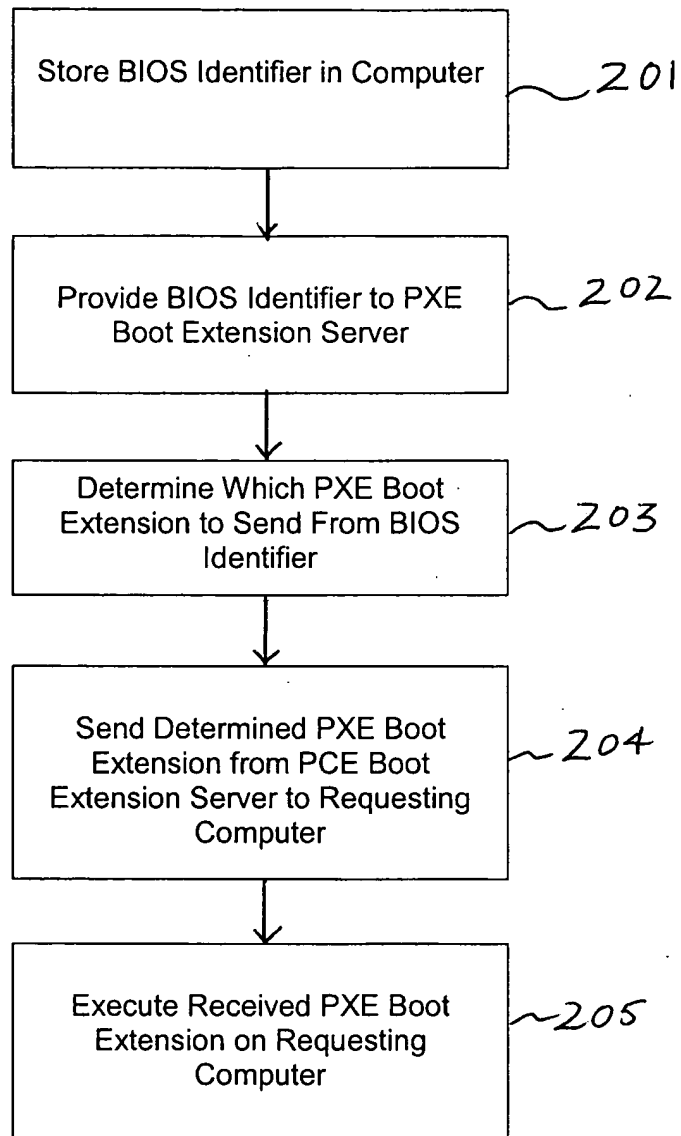 Store BIOS Identifier in Computer
201
Provide BIOS Identifier to PXE
Boot Extension Server
202
Determine Which PXE Boot
Extension to Send From BIOS
Identifier
203
Send Determined PXE Boot
Extension from PCE Boot
Extension Server to Requesting
Computer
204
Execute Received PXE Boot
Extension on Requesting
Computer
205